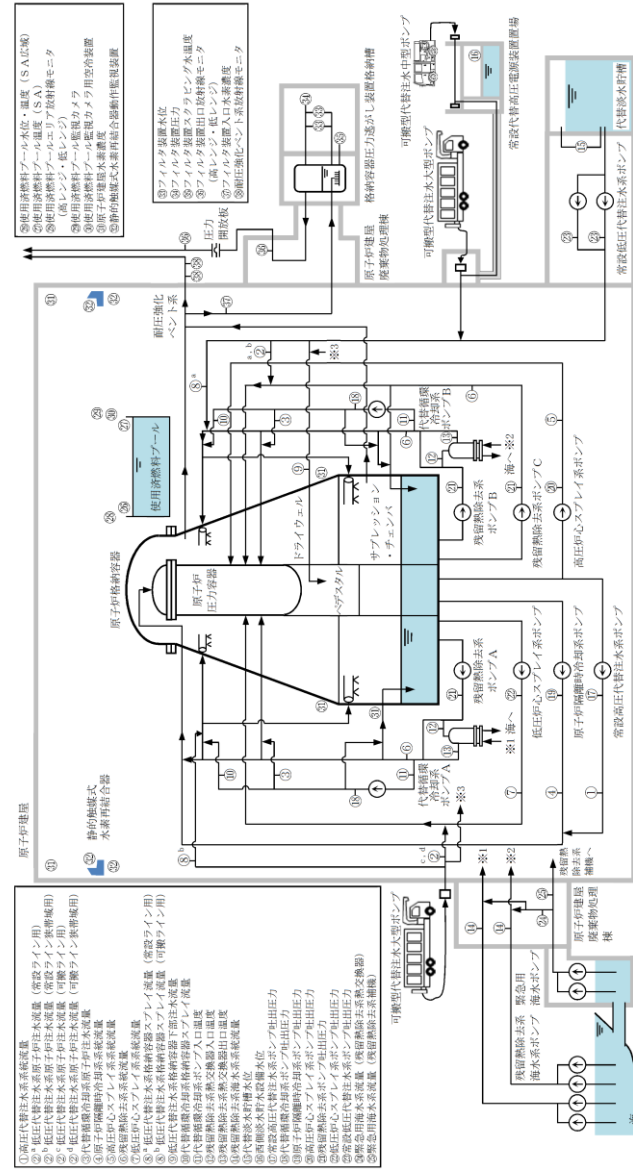 ①高圧代替注水系系統流量
②ᵃ低圧代替注水系原子炉注水流量（常設ライン用）
②ᵇ低圧代替注水系原子炉注水流量（常設ライン狭帯域用）
②ᶜ低圧代替注水系原子炉注水流量（可搬ライン用）
②ᵈ低圧代替注水系原子炉注水流量（可搬ライン狭帯域用）
③代替循環冷却系原子炉注水流量
④原子炉隔離時冷却系系統流量
⑤高圧炉心スプレイ系系統流量
⑥残留熱除去系系統流量
⑦低圧炉心スプレイ系系統流量
⑧ᵃ低圧代替注水系格納容器スプレイ流量（常設ライン用）
⑧ᵇ低圧代替注水系格納容器スプレイ流量（可搬ライン用）
⑨低圧代替注水系格納容器下部注水流量
⑩代替循環冷却系格納容器スプレイ流量
⑪代替循環冷却系ポンプ入口温度
⑫残留熱除去系熱交換器入口温度
⑬残留熱除去系熱交換器出口温度
⑭残留熱除去系海水系系統流量
⑮代替淡水貯槽水位
⑯西側淡水貯水設備水位
⑰常設高圧代替注水系ポンプ吐出圧力
⑱代替循環冷却系ポンプ吐出圧力
⑲原子炉隔離時冷却系ポンプ吐出圧力
⑳高圧炉心スプレイ系ポンプ吐出圧力
㉑残留熱除去系ポンプ吐出圧力
㉒低圧炉心スプレイ系ポンプ吐出圧力
㉓常設低圧代替注水系ポンプ吐出圧力
㉔緊急用海水系流量（残留熱除去系熱交換器）
㉕緊急用海水系流量（残留熱除去系補機）
㉖使用済燃料プール水位・温度（ＳＡ広域）
㉗使用済燃料プール温度（ＳＡ）
㉘使用済燃料プールエリア放射線モニタ
（高レンジ・低レンジ）
㉙使用済燃料プール監視カメラ
㉚使用済燃料プール監視カメラ用空冷装置
㉛原子炉建屋水素濃度
㉜静的触媒式水素再結合器動作監視装置
㉝フィルタ装置水位
㉞フィルタ装置圧力
㉟フィルタ装置スクラビング水温度
㊱フィルタ装置出口放射線モニタ
（高レンジ・低レンジ）
㊲フィルタ装置入口水素濃度
㊳耐圧強化ベント系放射線モニタ
原子炉建屋
静的触媒式
水素再結合器
原子炉格納容器
使用済燃料プール
耐圧強化
ベント系
圧力
開放板
格納容器圧力逃がし装置格納槽
原子炉建屋
廃棄物処理棟
原子炉
圧力容器
ドライウェル
ペデスタル
サプレッション
・チェンバ
代替循環
冷却系
ポンプA
代替循環
冷却系
ポンプB
※1 海へ
海へ ※2
※3
※3
残留熱除去系
ポンプA
低圧炉心スプレイ系ポンプ
原子炉隔離時冷却系ポンプ
常設高圧代替注水系ポンプ
残留熱除去系
ポンプB
残留熱除去系ポンプC
高圧炉心スプレイ系ポンプ
可搬型代替注水大型ポンプ
可搬型代替注水中型ポンプ
可搬型代替注水大型ポンプ
常設代替高圧電源装置置場
代替淡水貯槽
常設低圧代替注水系ポンプ
※1
※2
残留熱
除去系
補機へ
原子炉建屋
廃棄物処理
棟
緊急用
海水ポンプ
残留熱除去系
海水系ポンプ